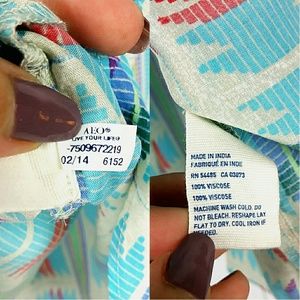 AEO®
LIVE YOUR LIFE®
-7509672219
02/14 6152
MADE IN INDIA
FABRIQUÉ EN INDE
RN 54485 CA 03073
100% VISCOSE
100% VISCOSE
MACHINE WASH COLD. DO
NOT BLEACH. RESHAPE LAY
FLAT TO DRY. COOL IRON IF
NEEDED.